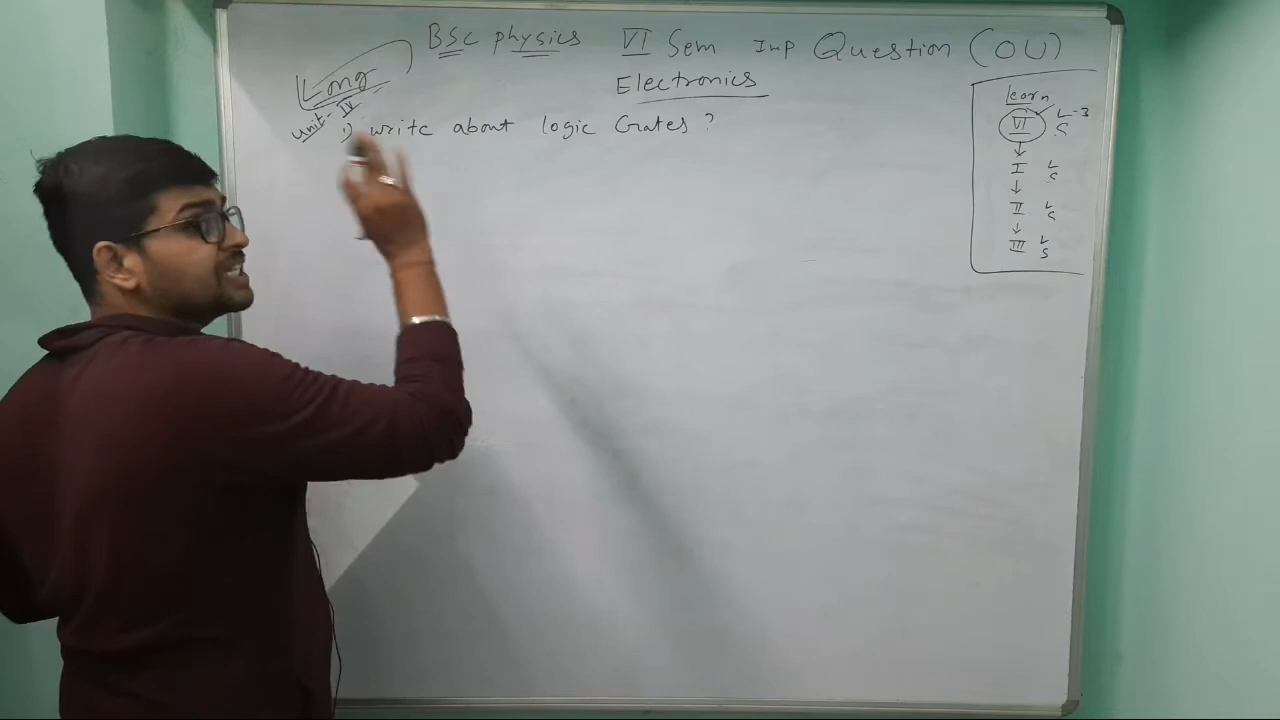 BSC physics VI Sem Imp Question (OU)
Electronics
Long
unit-IV
1) write about logic Gates ?
learn
VI L-3
S
↓
I L
S
↓
II L
S
↓
III L
S